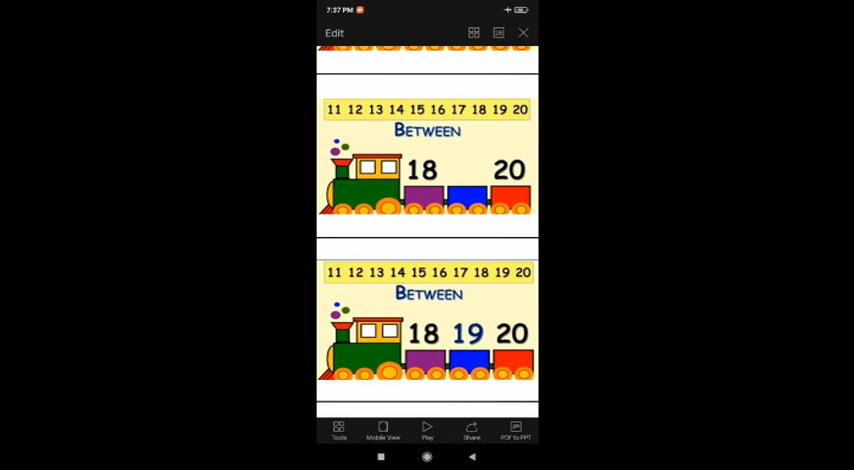 7:37 PM
Edit
28
11 12 13 14 15 16 17 18 19 20
BETWEEN
18 20
11 12 13 14 15 16 17 18 19 20
BETWEEN
18 19 20
Tools Mobile View Play Share PDF to PPT